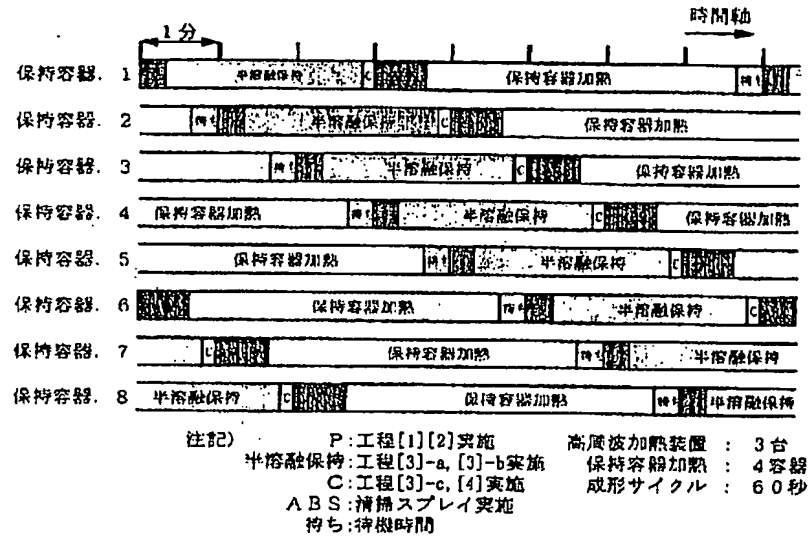 時間軸
1分
保持容器. 1 半溶融保持 C 保持容器加熱 待ち
保持容器. 2 待ち 半溶融保持 C 保持容器加熱
保持容器. 3 待ち 半溶融保持 C 保持容器加熱
保持容器. 4 保持容器加熱 待ち 半溶融保持 C 保持容器加熱
保持容器. 5 保持容器加熱 待ち 半溶融保持 C
保持容器. 6 保持容器加熱 待ち 半溶融保持 C
保持容器. 7 C 保持容器加熱 待ち 半溶融保持
保持容器. 8 半溶融保持 C 保持容器加熱 待ち 半溶融保持
注記) P:工程[1][2]実施 高周波加熱装置 : 3台
半溶融保持:工程[3]-a,[3]-b実施 保持容器加熱 : 4容器
C:工程[3]-c,[4]実施 成形サイクル : 60秒
ABS:清掃スプレイ実施
待ち:待機時間